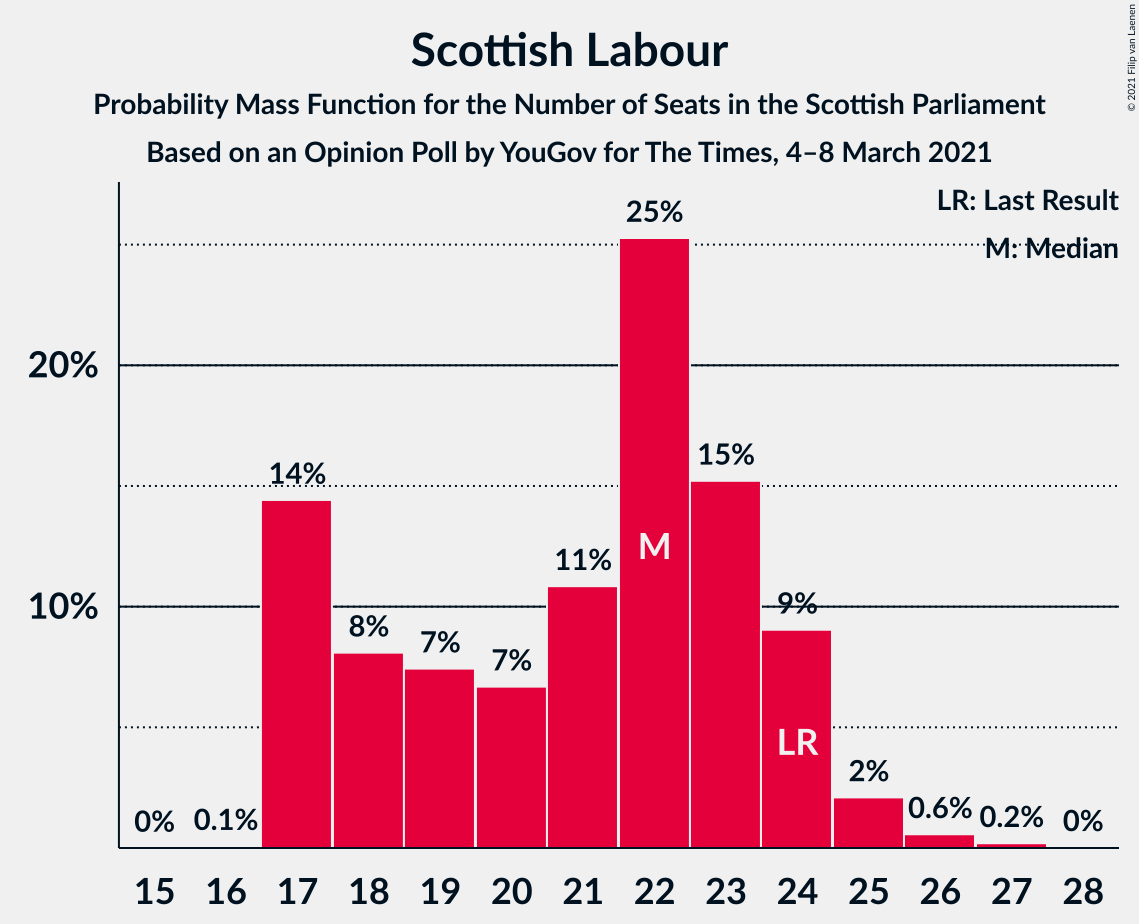 Scottish Labour
Probability Mass Function for the Number of Seats in the Scottish Parliament
Based on an Opinion Poll by YouGov for The Times, 4–8 March 2021
© 2021 Filip van Laenen
LR: Last Result
M: Median
20%
10%
0%
0.1%
14%
8%
7%
7%
11%
25%
M
15%
9%
LR
2%
0.6%
0.2%
0%
15 16 17 18 19 20 21 22 23 24 25 26 27 28